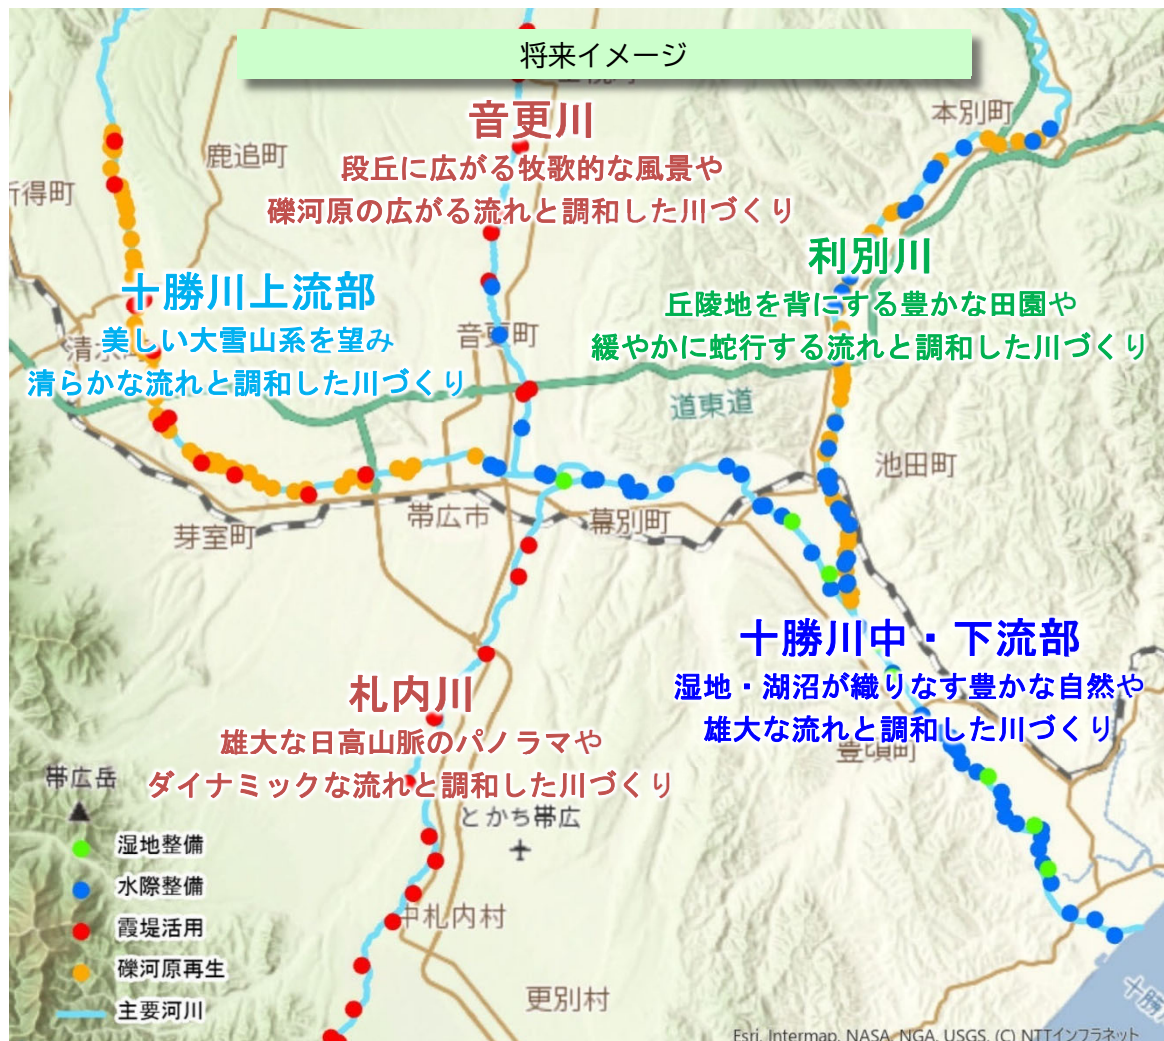 将来イメージ
音更川
段丘に広がる牧歌的な風景や
礫河原の広がる流れと調和した川づくり
本別町
鹿追町
得町
利別川
丘陵地を背にする豊かな田園や
緩やかに蛇行する流れと調和した川づくり
十勝川上流部
美しい大雪山系を望み
清らかな流れと調和した川づくり
音更町
道東道
池田町
帯広市
幕別町
芽室町
十勝川中・下流部
湿地・湖沼が織りなす豊かな自然や
雄大な流れと調和した川づくり
豊頃町
札内川
雄大な日高山脈のパノラマや
ダイナミックな流れと調和した川づくり
帯広岳
とかち帯広
湿地整備
水際整備
霞堤活用
礫河原再生
主要河川
中札内村
更別村
十勝
Esri, Intermap, NASA, NGA, USGS, (C) NTTインフラネット